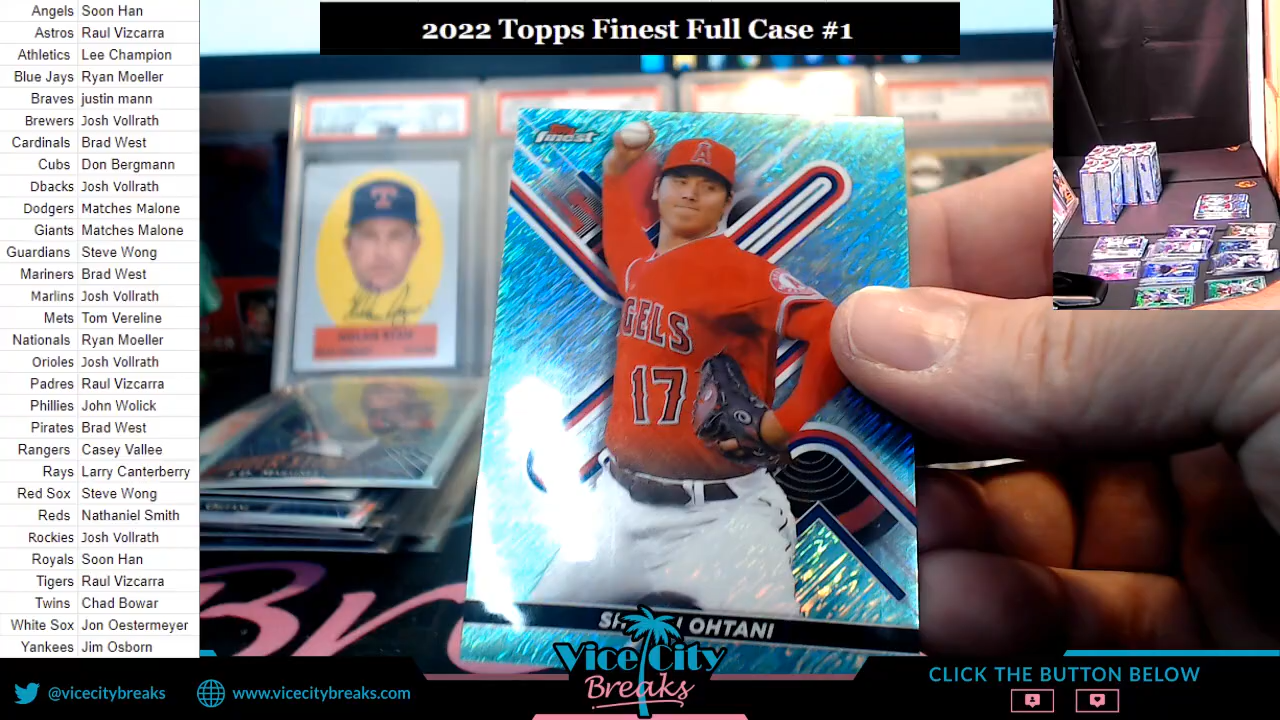 2022 Topps Finest Full Case #1
Angels Soon Han
Astros Raul Vizcarra
Athletics Lee Champion
Blue Jays Ryan Moeller
Braves justin mann
Brewers Josh Vollrath
Cardinals Brad West
Cubs Don Bergmann
Dbacks Josh Vollrath
Dodgers Matches Malone
Giants Matches Malone
Guardians Steve Wong
Mariners Brad West
Marlins Josh Vollrath
Mets Tom Vereline
Nationals Ryan Moeller
Orioles Josh Vollrath
Padres Raul Vizcarra
Phillies John Wolick
Pirates Brad West
Rangers Casey Vallee
Rays Larry Canterberry
Red Sox Steve Wong
Reds Nathaniel Smith
Rockies Josh Vollrath
Royals Soon Han
Tigers Raul Vizcarra
Twins Chad Bowar
White Sox Jon Oestermeyer
Yankees Jim Osborn
finest
A
T
GELS
17
NOLAN RYAN
OHTANI
Vice City
Breaks
@vicecitybreaks
www.vicecitybreaks.com
CLICK THE BUTTON BELOW